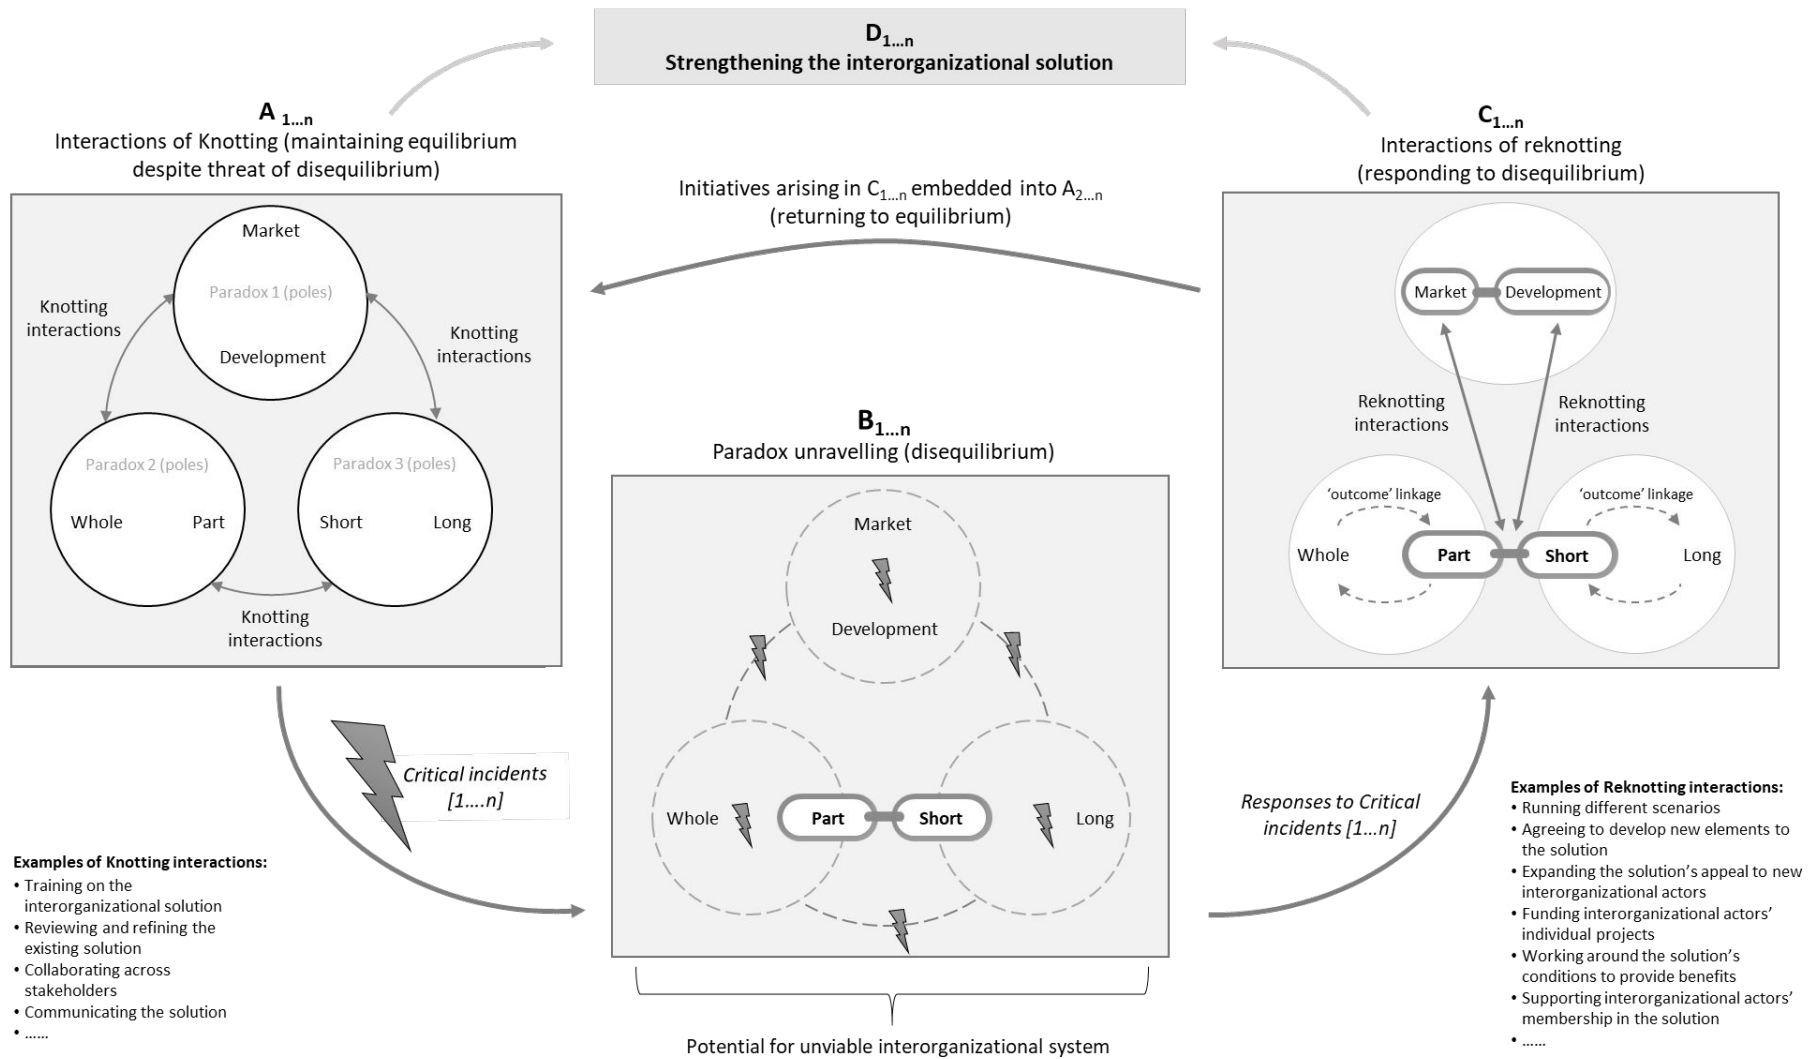 D1...n
Strengthening the interorganizational solution
A 1...n
Interactions of Knotting (maintaining equilibrium
despite threat of disequilibrium)
Market
Paradox 1 (poles)
Development
Knotting
interactions
Knotting
interactions
Paradox 2 (poles)
Whole
Part
Paradox 3 (poles)
Short
Long
Knotting
interactions
Initiatives arising in C1...n embedded into A2...n
(returning to equilibrium)
C1...n
Interactions of reknotting
(responding to disequilibrium)
Market
Development
Reknotting
interactions
Reknotting
interactions
'outcome' linkage
Whole
Part
'outcome' linkage
Short
Long
B1...n
Paradox unravelling (disequilibrium)
Market
Development
Whole
Part
Short
Long
Potential for unviable interorganizational system
Critical incidents
[1....n]
Responses to Critical
incidents [1...n]
Examples of Knotting interactions:
• Training on the
interorganizational solution
• Reviewing and refining the
existing solution
• Collaborating across
stakeholders
• Communicating the solution
• ......
Examples of Reknotting interactions:
• Running different scenarios
• Agreeing to develop new elements to
the solution
• Expanding the solution's appeal to new
interorganizational actors
• Funding interorganizational actors'
individual projects
• Working around the solution's
conditions to provide benefits
• Supporting interorganizational actors'
membership in the solution
• ......